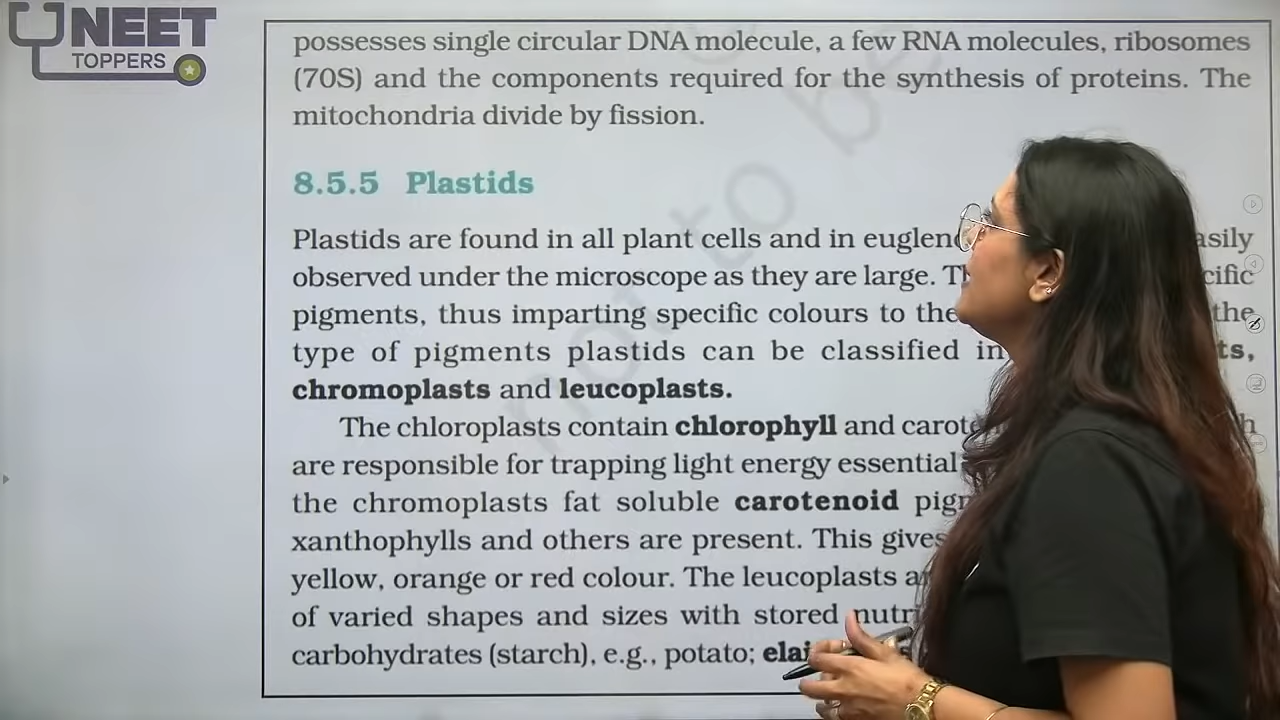 NEET
TOPPERS
possesses single circular DNA molecule, a few RNA molecules, ribosomes
(70S) and the components required for the synthesis of proteins. The
mitochondria divide by fission.
8.5.5 Plastids
Plastids are found in all plant cells and in
observed under the microscope as they are large.
pigments, thus imparting specific colours to the the
type of pigments plastids can be classified
chromoplasts and leucoplasts.
The chloroplasts contain chlorophyll and
are responsible for trapping light energy essential
the chromoplasts fat soluble carotenoid
xanthophylls and others are present. This gives
yellow, orange or red colour. The leucoplasts
of varied shapes and sizes with stored
carbohydrates (starch), e.g., potato;
not to be